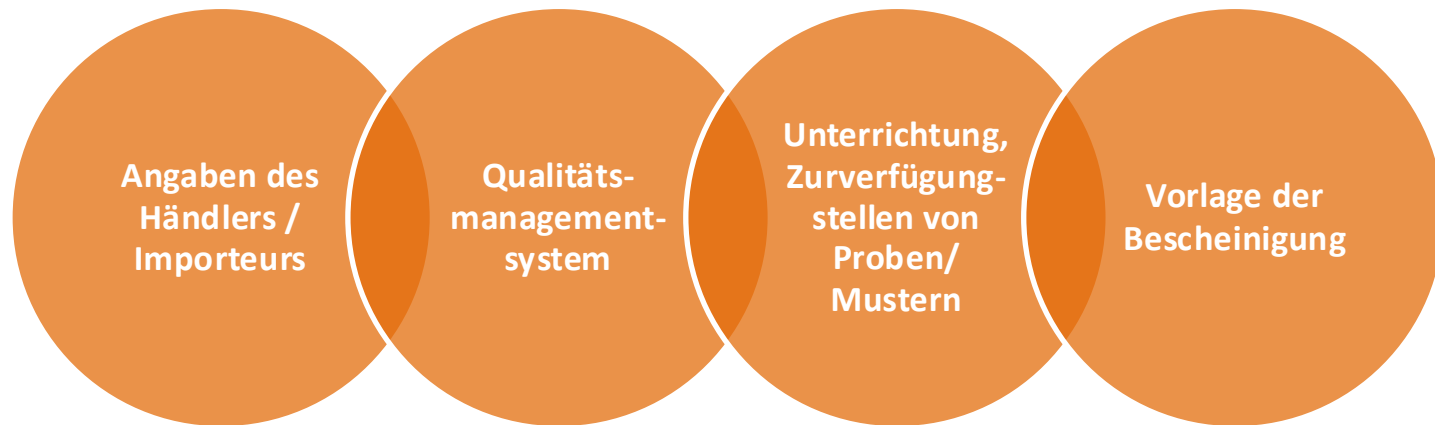 Angaben des
Händlers /
Importeurs
Qualitäts-
management-
system
Unterrichtung,
Zurverfügung-
stellen von
Proben/
Mustern
Vorlage der
Bescheinigung